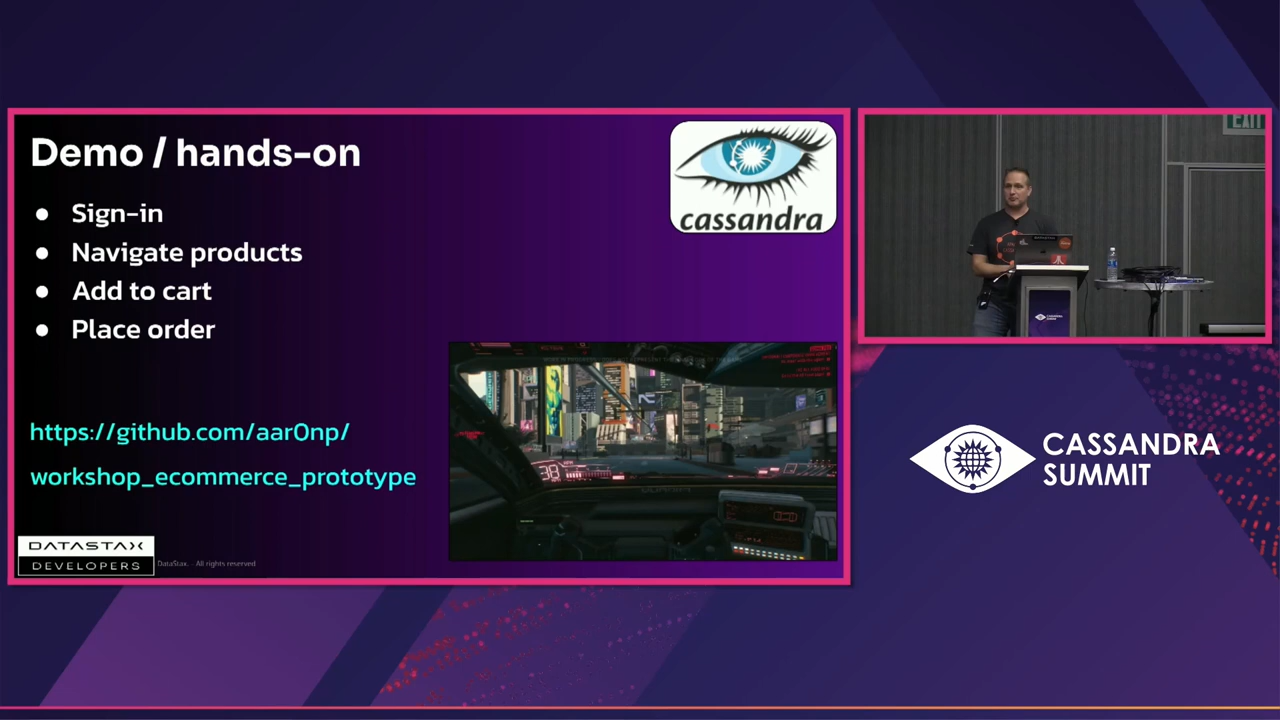 Demo / hands-on
cassandra
● Sign-in
● Navigate products
● Add to cart
● Place order
https://github.com/aar0np/
workshop_ecommerce_prototype
DATASTAX
DEVELOPERS
DataStax. - All rights reserved
EXIT
CASSANDRA
SUMMIT